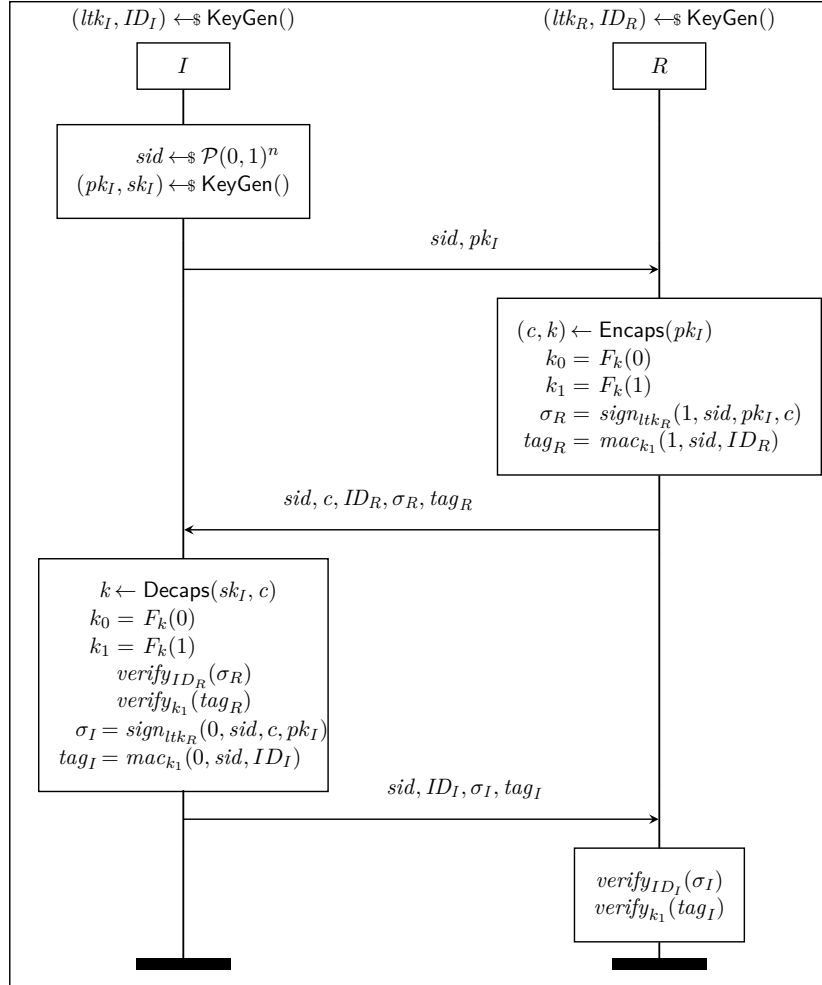 (ltk_I, ID_I) ←$ KeyGen()
(ltk_R, ID_R) ←$ KeyGen()
I
R
sid ←$ 𝒫(0, 1)^n
(pk_I, sk_I) ←$ KeyGen()
sid, pk_I
(c, k) ← Encaps(pk_I)
k_0 = F_k(0)
k_1 = F_k(1)
σ_R = sign_{ltk_R}(1, sid, pk_I, c)
tag_R = mac_{k_1}(1, sid, ID_R)
sid, c, ID_R, σ_R, tag_R
k ← Decaps(sk_I, c)
k_0 = F_k(0)
k_1 = F_k(1)
verify_{ID_R}(σ_R)
verify_{k_1}(tag_R)
σ_I = sign_{ltk_R}(0, sid, c, pk_I)
tag_I = mac_{k_1}(0, sid, ID_I)
sid, ID_I, σ_I, tag_I
verify_{ID_I}(σ_I)
verify_{k_1}(tag_I)